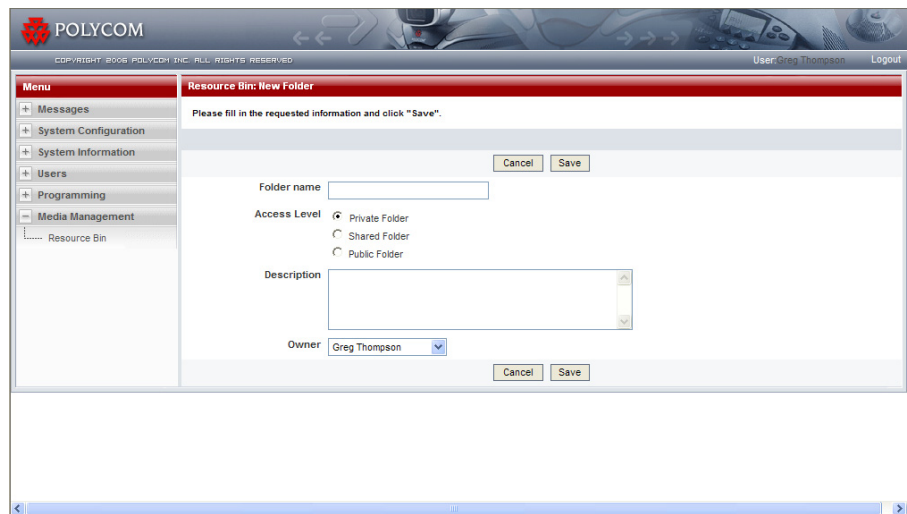 POLYCOM
COPYRIGHT 2006 POLYCOM INC. ALL RIGHTS RESERVED
User:Greg Thompson Logout
Menu
Resource Bin: New Folder
Messages
Please fill in the requested information and click "Save".
System Configuration
System Information
Cancel Save
Users
Folder name
Programming
Media Management
Access Level Private Folder
Resource Bin
Shared Folder
Public Folder
Description
Owner Greg Thompson
Cancel Save